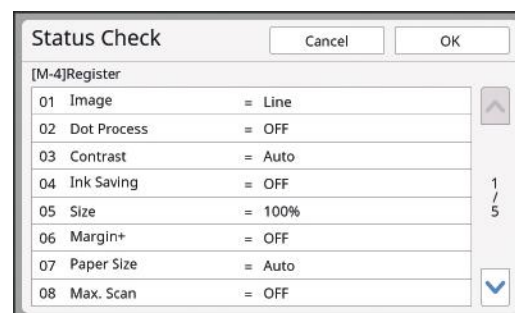 Status Check
Cancel
OK
[M-4]Register
01 Image = Line
02 Dot Process = OFF
03 Contrast = Auto
04 Ink Saving = OFF
05 Size = 100%
06 Margin+ = OFF
07 Paper Size = Auto
08 Max. Scan = OFF
1
/
5